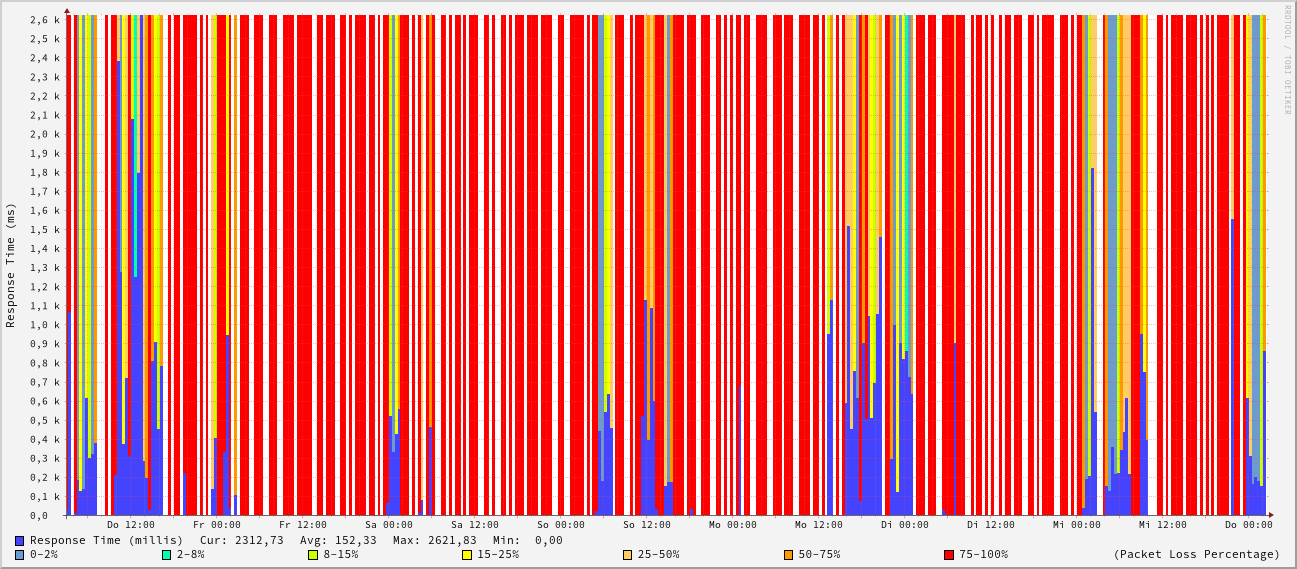 2,6 k
2,5 k
2,4 k
2,3 k
2,2 k
2,1 k
2,0 k
1,9 k
1,8 k
1,7 k
1,6 k
1,5 k
1,4 k
1,3 k
1,2 k
1,1 k
1,0 k
0,9 k
0,8 k
0,7 k
0,6 k
0,5 k
0,4 k
0,3 k
0,2 k
0,1 k
0,0
Response Time (ms)
RRDTOOL / TOBI OETIKER
Do 12:00 Fr 00:00 Fr 12:00 Sa 00:00 Sa 12:00 So 00:00 So 12:00 Mo 00:00 Mo 12:00 Di 00:00 Di 12:00 Mi 00:00 Mi 12:00 Do 00:00
Response Time (millis) Cur: 2312,73 Avg: 152,33 Max: 2621,83 Min: 0,00
0-2% 2-8% 8-15% 15-25% 25-50% 50-75% 75-100% (Packet Loss Percentage)